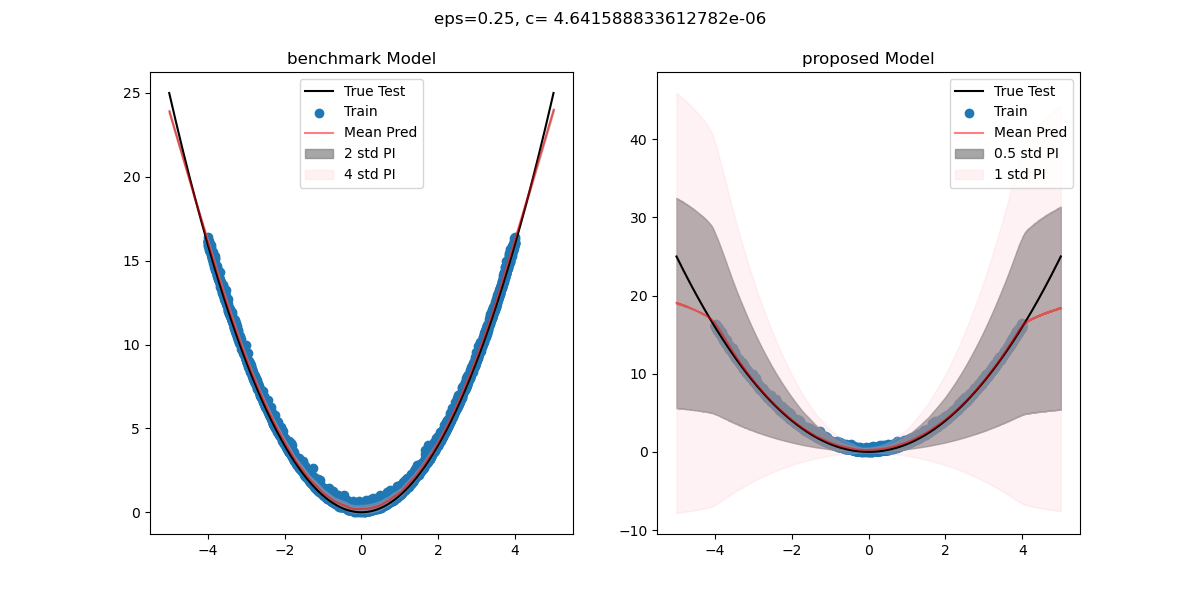 eps=0.25, c= 4.641588833612782e-06
benchmark Model
True Test
Train
Mean Pred
2 std PI
4 std PI
25
20
15
10
5
0
−4
−2
0
2
4
proposed Model
True Test
Train
Mean Pred
0.5 std PI
1 std PI
40
30
20
10
0
−10
−4
−2
0
2
4